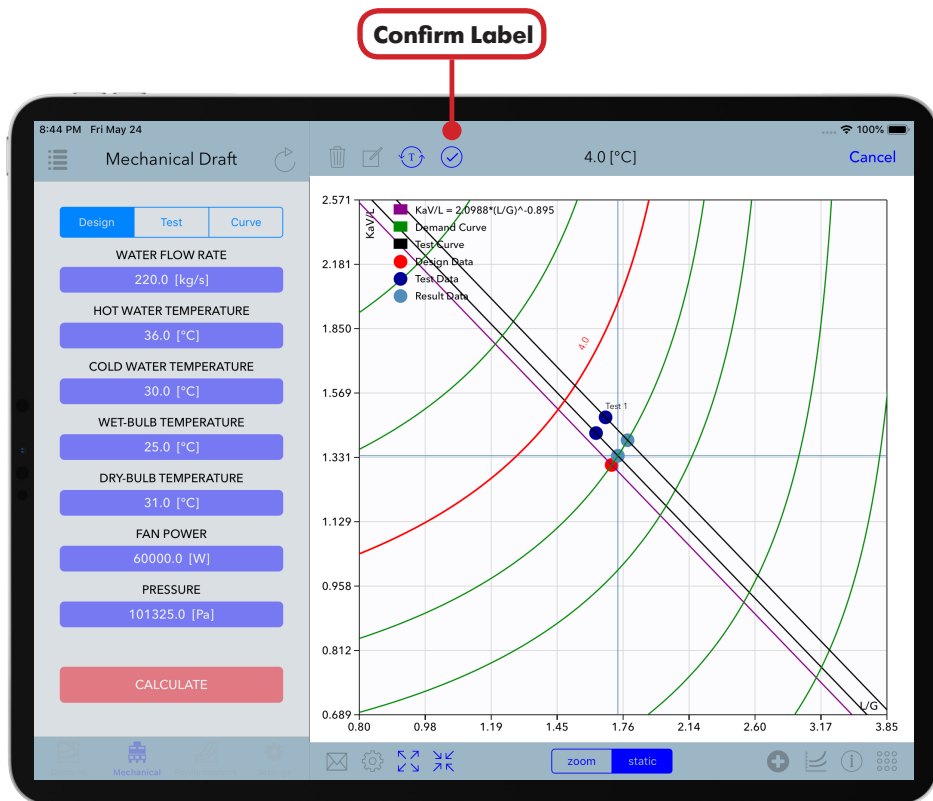 Confirm Label
8:44 PM Fri May 24
100%
Mechanical Draft
T
4.0 [°C]
Cancel
Design
Test
Curve
WATER FLOW RATE
220.0 [kg/s]
HOT WATER TEMPERATURE
36.0 [°C]
COLD WATER TEMPERATURE
30.0 [°C]
WET-BULB TEMPERATURE
25.0 [°C]
DRY-BULB TEMPERATURE
31.0 [°C]
FAN POWER
60000.0 [W]
PRESSURE
101325.0 [Pa]
CALCULATE
Mechanical
KaV/L
KaV/L = 2.0988*(L/G)^-0.895
Demand Curve
Test Curve
Design Data
Test Data
Result Data
2.571
2.181
1.850
1.569
1.331
1.129
0.958
0.812
0.689
4.0
Test 1
L/G
0.80
0.98
1.19
1.45
1.76
2.14
2.60
3.17
3.85
zoom
static